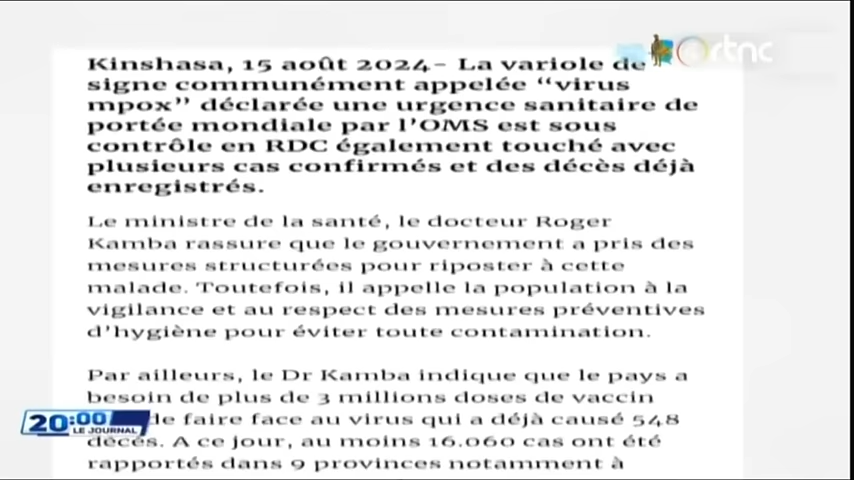 rtnc
Kinshasa, 15 août 2024- La variole de
signe communément appelée “virus
mpox” déclarée une urgence sanitaire de
portée mondiale par l’OMS est sous
contrôle en RDC également touché avec
plusieurs cas confirmés et des décès déjà
enregistrés.
Le ministre de la santé, le docteur Roger
Kamba rassure que le gouvernement a pris des
mesures structurées pour riposter à cette
malade. Toutefois, il appelle la population à la
vigilance et au respect des mesures préventives
d’hygiène pour éviter toute contamination.
Par ailleurs, le Dr Kamba indique que le pays a
besoin de plus de 3 millions doses de vaccin
de faire face au virus qui a déjà causé 548
décès. A ce jour, au moins 16.060 cas ont été
rapportés dans 9 provinces notamment à
20:00
LE JOURNAL